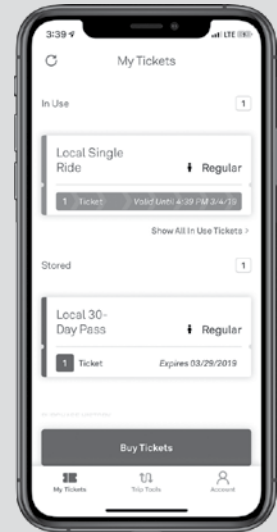 3:39 LTE
My Tickets
In Use 1
Local Single
Ride
Regular
1 Ticket Valid Until 4:39 PM 3/4/19
Show All In Use Tickets >
Stored 1
Local 30-
Day Pass
Regular
1 Ticket Expires 03/29/2019
Buy Tickets
My Tickets Trip Tools Account